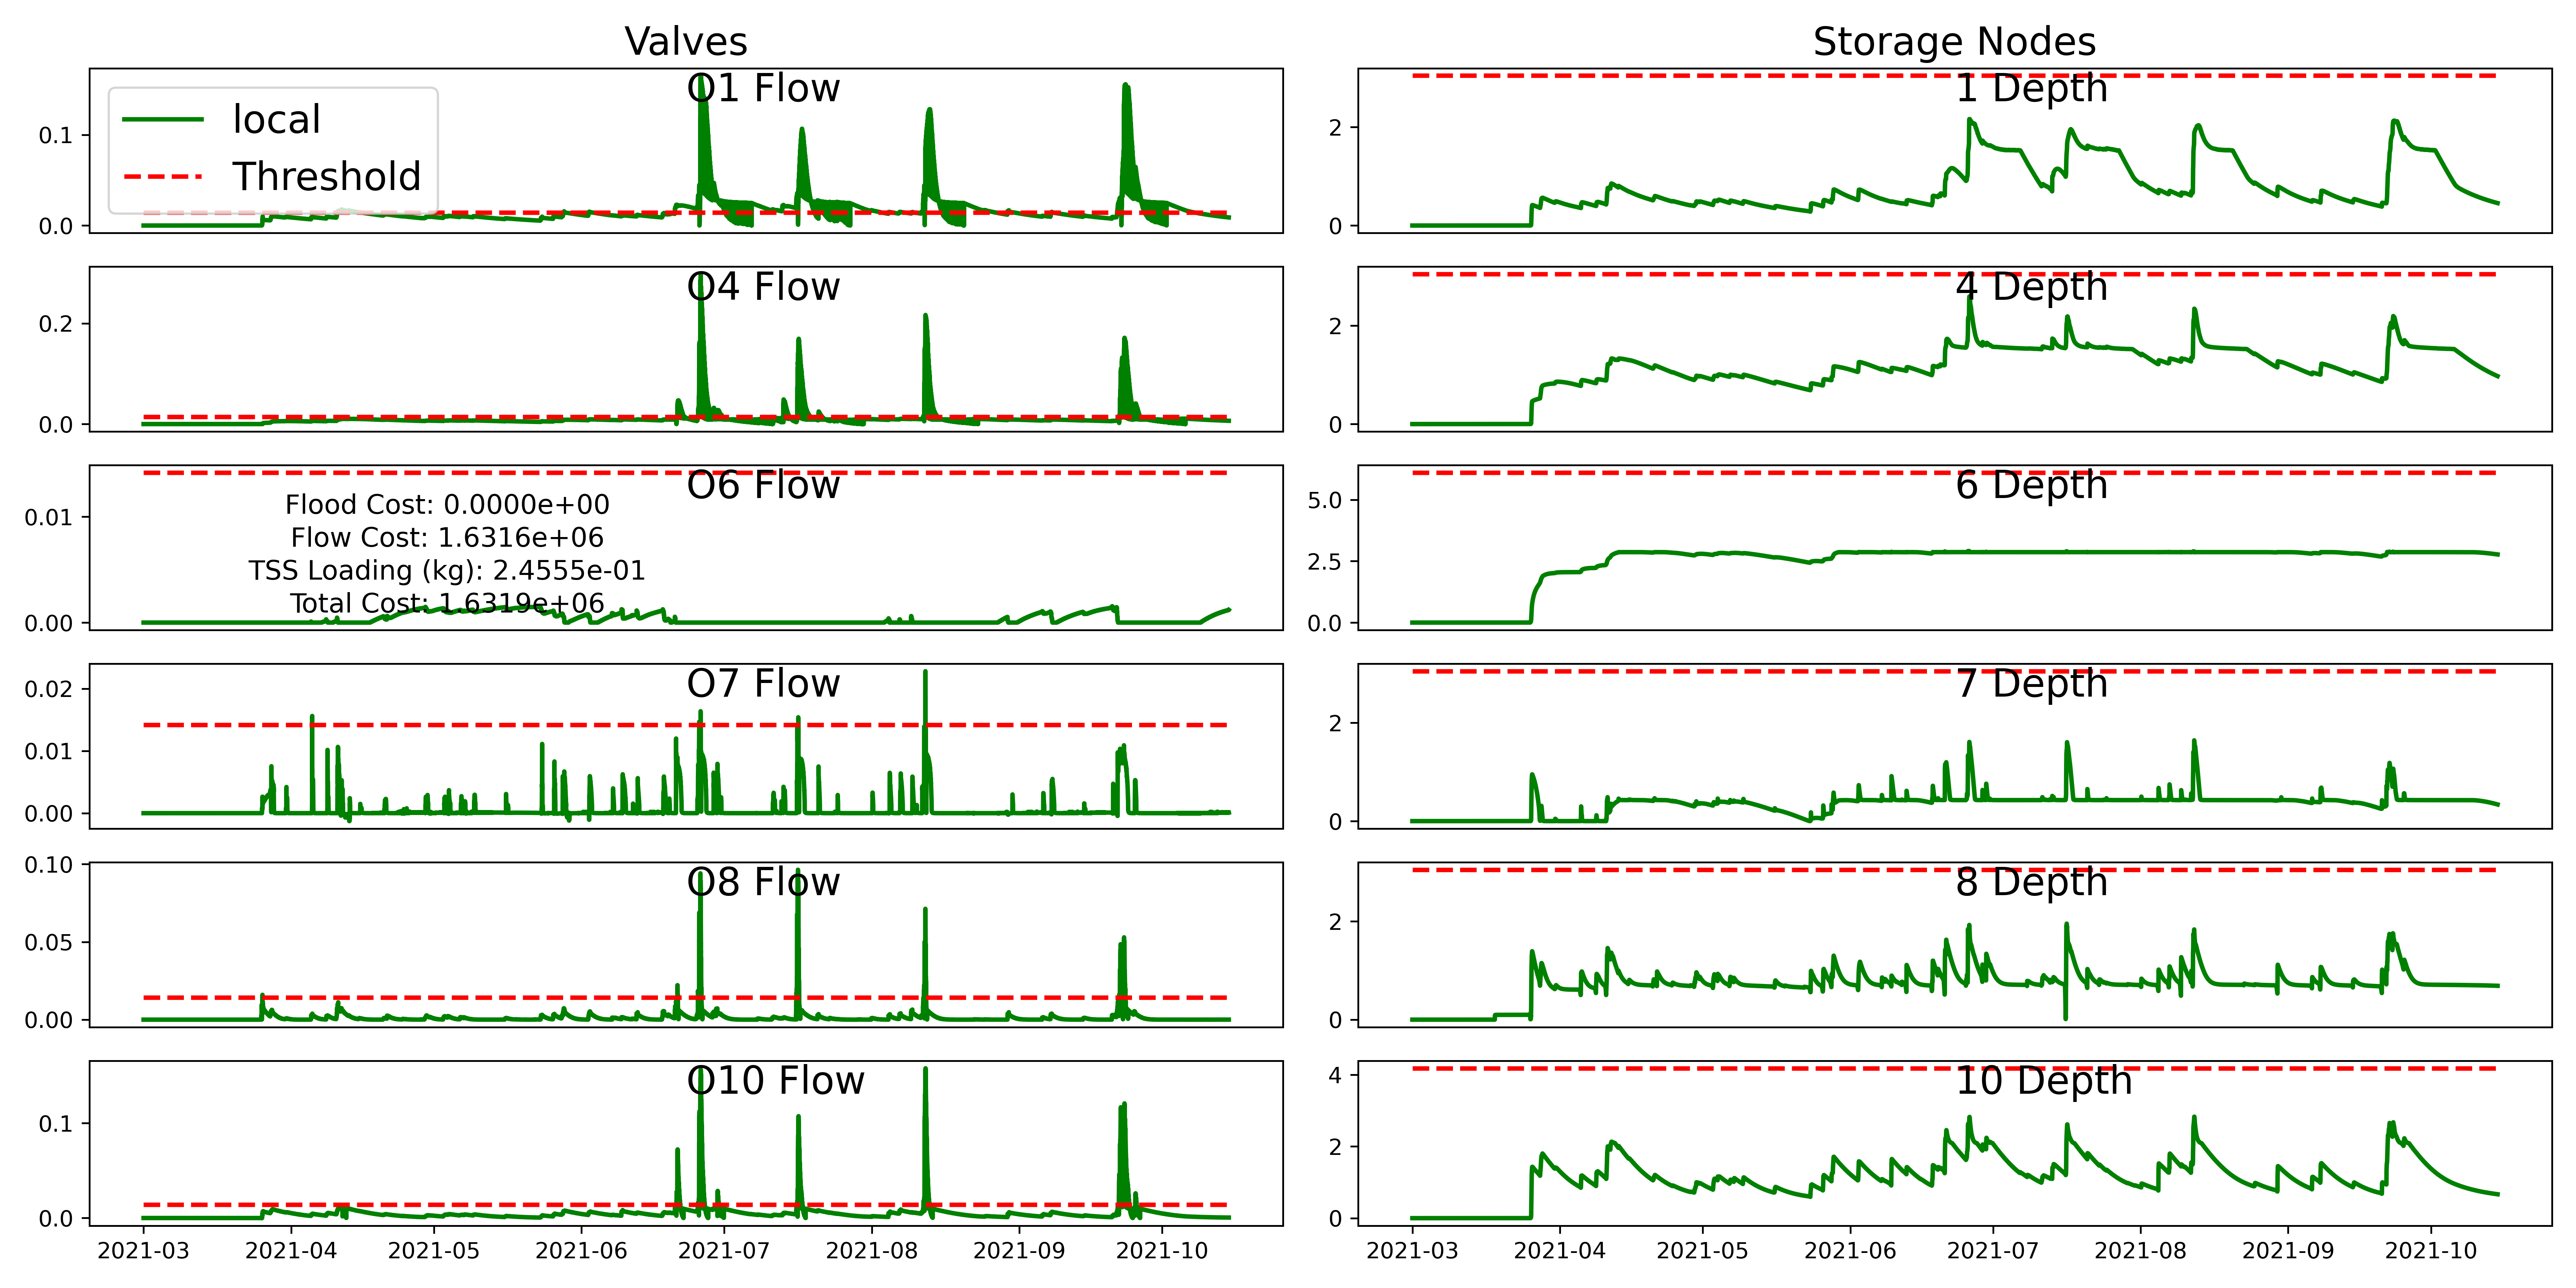 Valves
Storage Nodes
O1 Flow
local
Threshold
0.1
0.0
1 Depth
2
0
O4 Flow
0.2
0.0
4 Depth
2
0
O6 Flow
0.01
0.00
Flood Cost: 0.0000e+00
Flow Cost: 1.6316e+06
TSS Loading (kg): 2.4555e-01
Total Cost: 1.6319e+06
6 Depth
5.0
2.5
0.0
O7 Flow
0.02
0.01
0.00
7 Depth
2
0
O8 Flow
0.10
0.05
0.00
8 Depth
2
0
O10 Flow
0.1
0.0
10 Depth
4
2
0
2021-03 2021-04 2021-05 2021-06 2021-07 2021-08 2021-09 2021-10
2021-03 2021-04 2021-05 2021-06 2021-07 2021-08 2021-09 2021-10